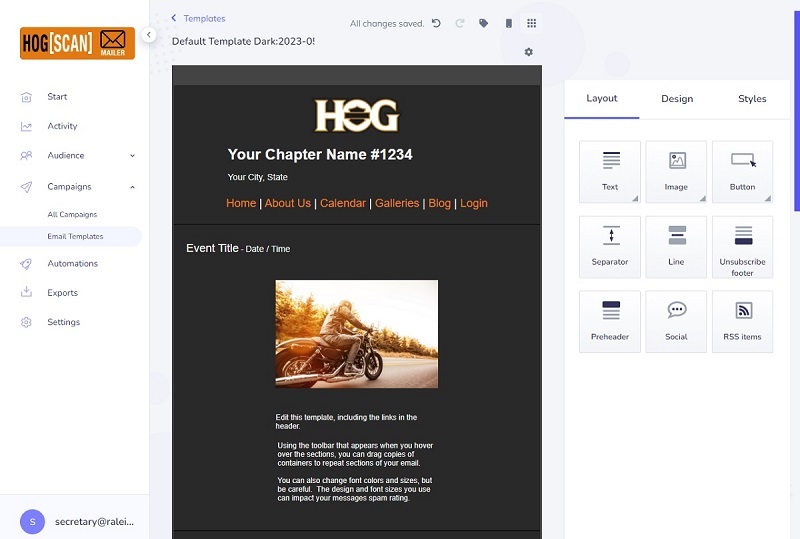 HOG[SCAN]
MAILER
Start
Activity
Audience
Campaigns
All Campaigns
Email Templates
Automations
Exports
Settings
S secretary@ralei...
Templates
All changes saved.
Default Template Dark:2023-0
HOG
Your Chapter Name #1234
Your City, State
Home | About Us | Calendar | Galleries | Blog | Login
Event Title - Date / Time
Edit this template, including the links in the
header.
Using the toolbar that appears when you hover
over the sections, you can drag copies of
containers to repeat sections of your email.
You can also change font colors and sizes, but
be careful. The design and font sizes you use
can impact your messages spam rating.
Layout Design Styles
Text Image Button
Separator Line Unsubscribe
footer
Preheader Social RSS items